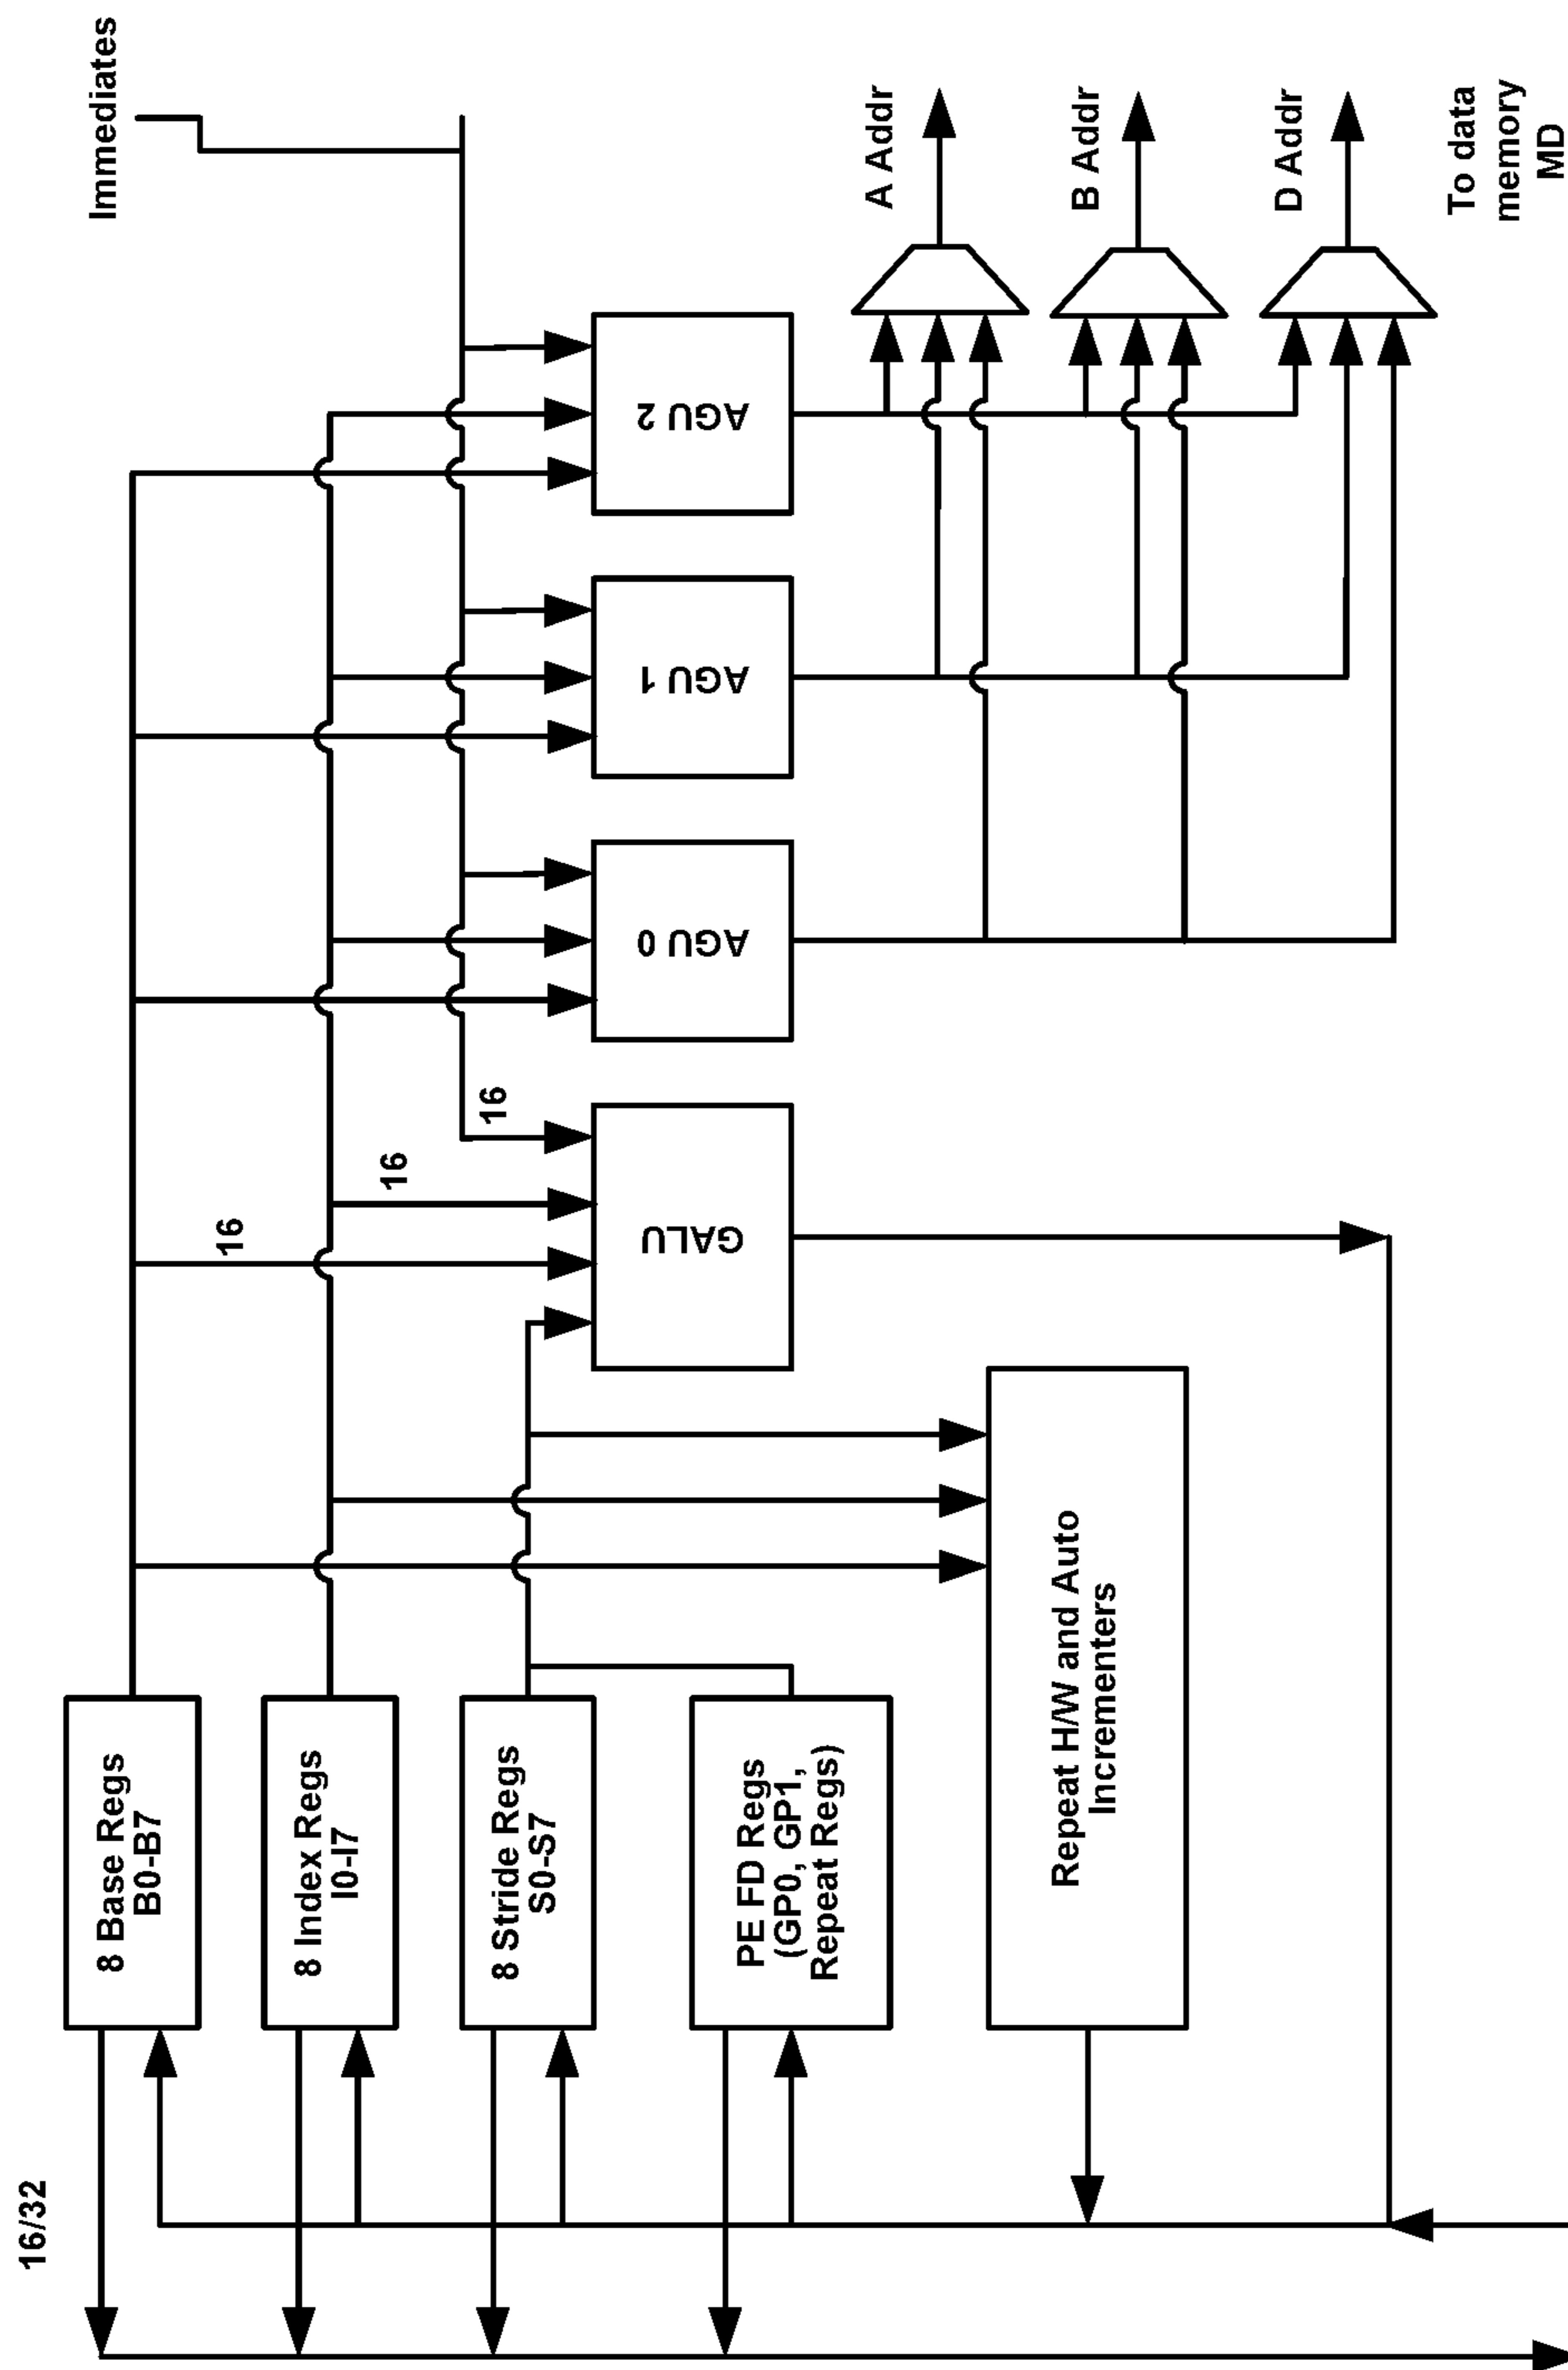 16/32
8 Base Regs
B0-B7
8 Index Regs
I0-I7
8 Stride Regs
S0-S7
PE FD Regs
(GP0, GP1,
Repeat Regs)
Repeat H/W and Auto
Incrementers
16
16
16
GALU
AGU 0
AGU 1
AGU 2
Immediates
A Addr
B Addr
D Addr
To data
memory
MD